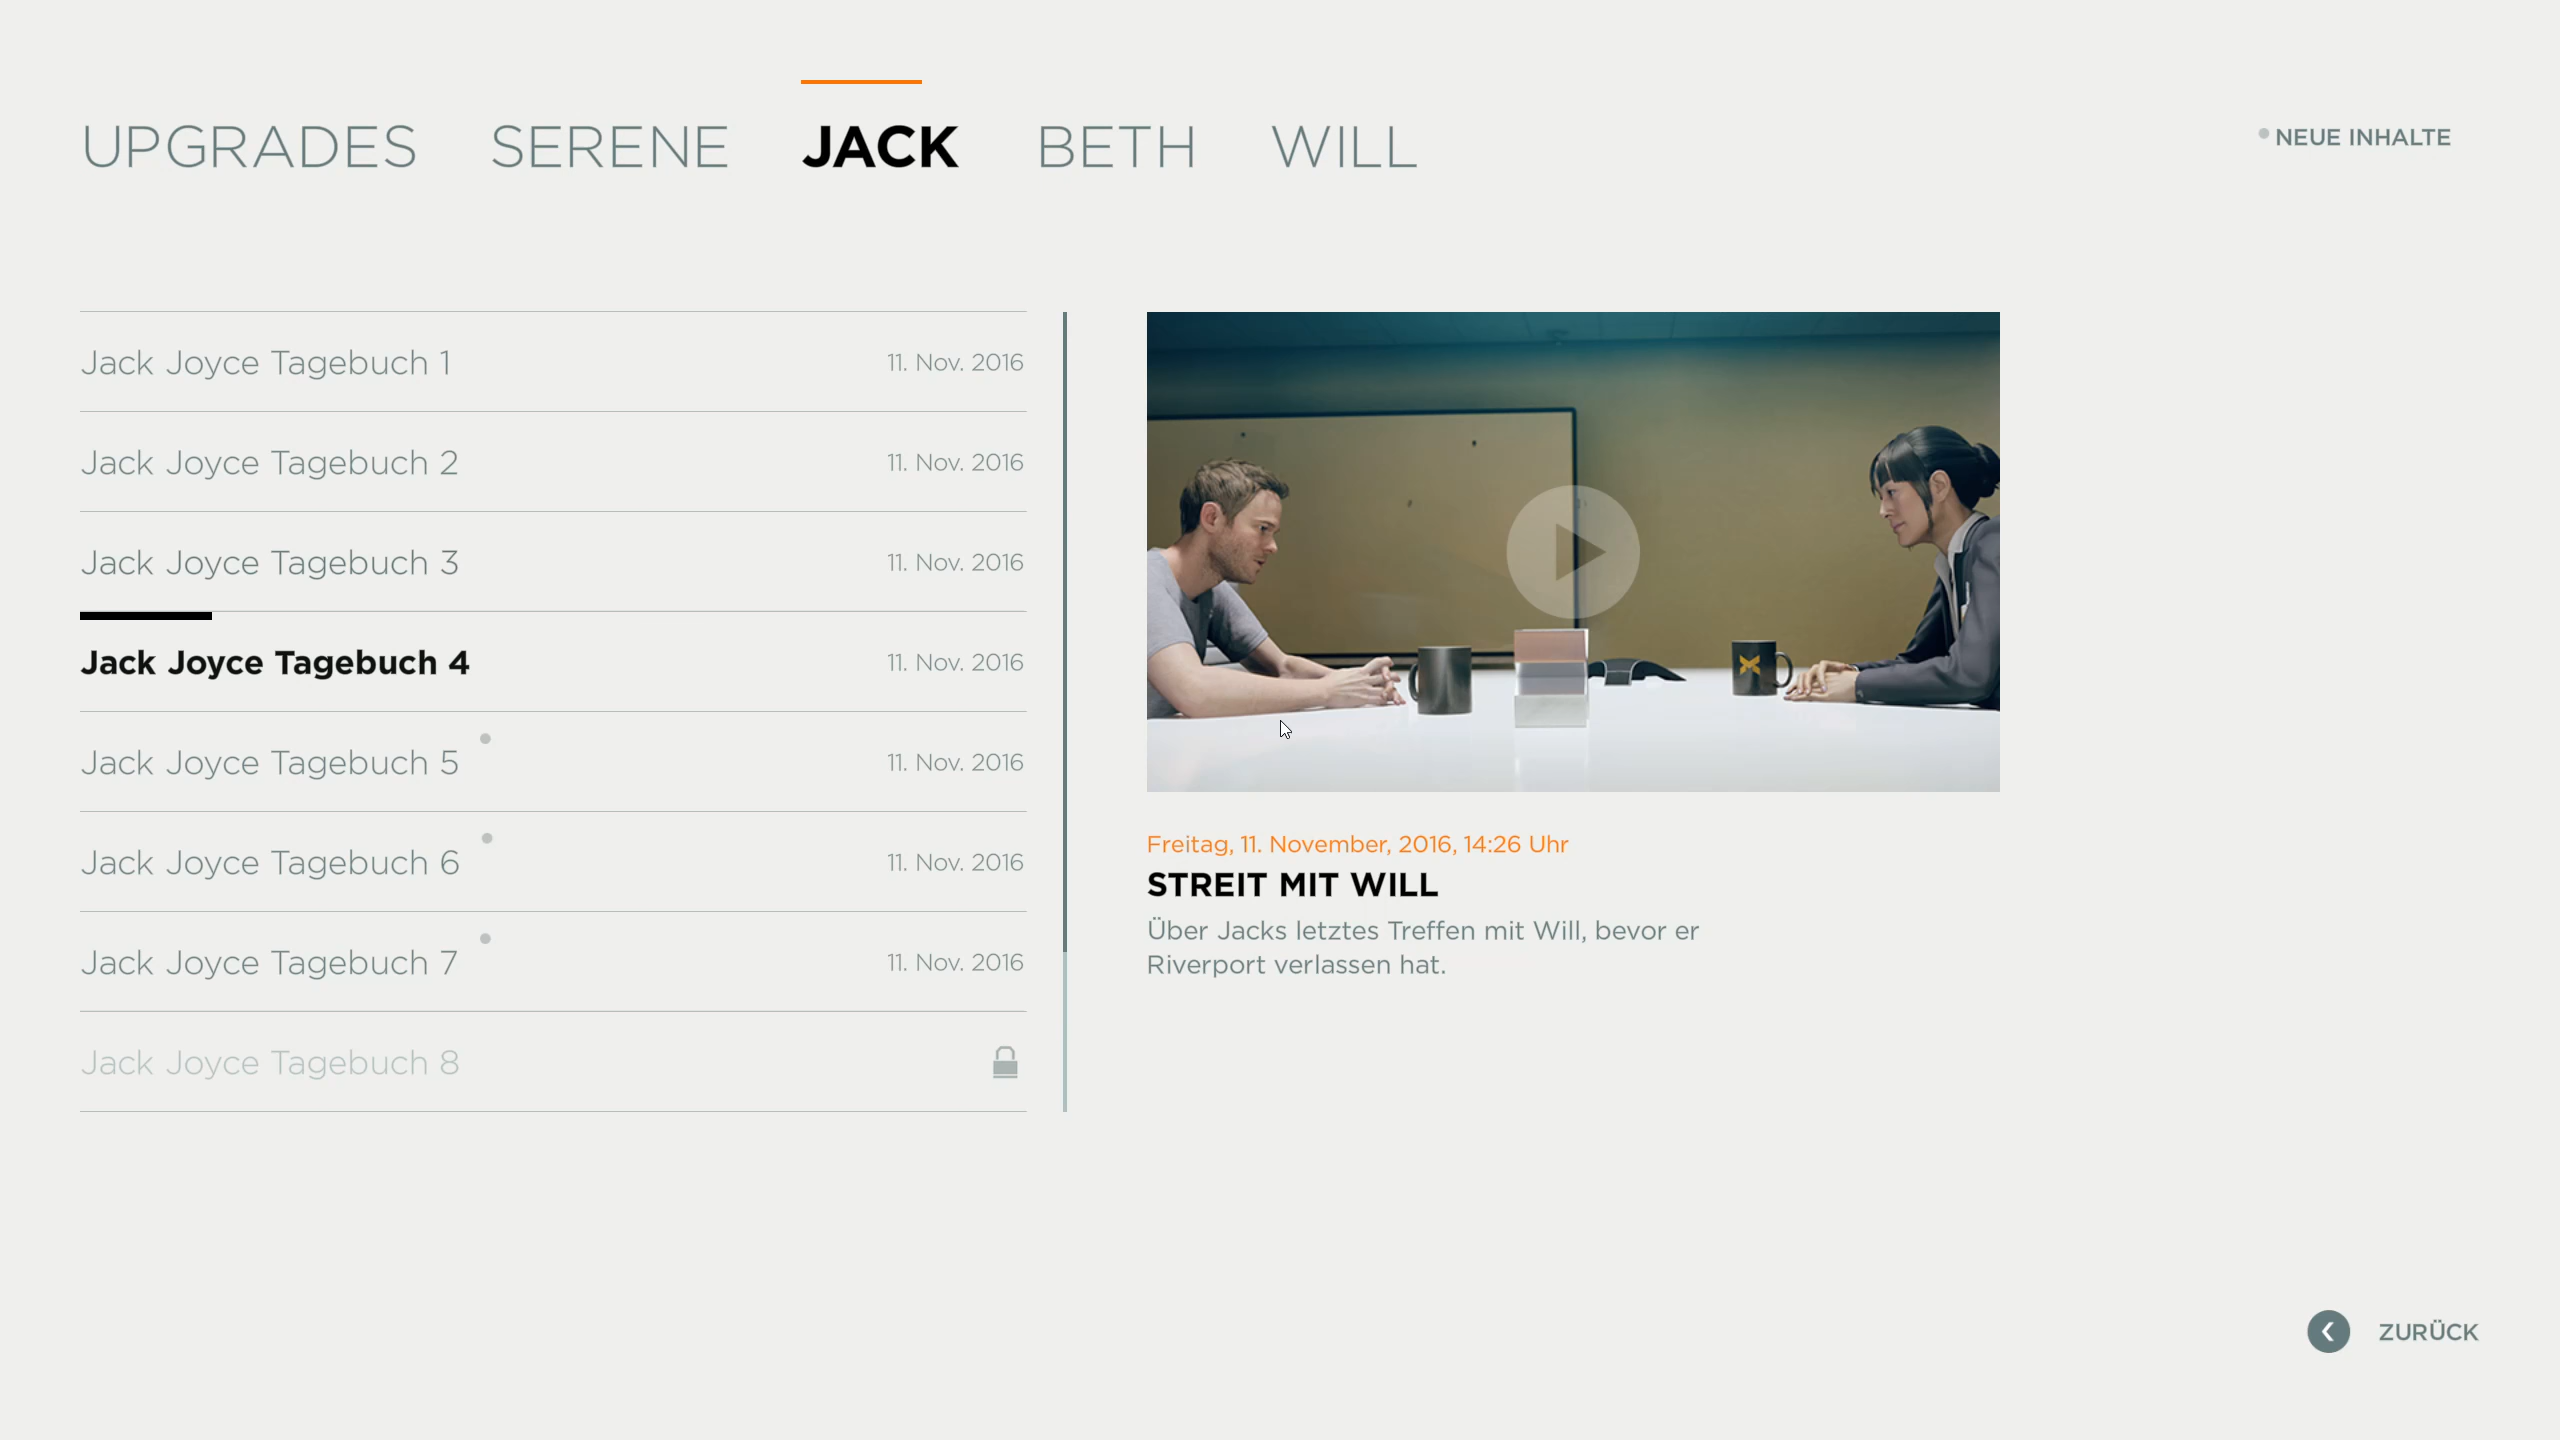 UPGRADES SERENE JACK BETH WILL
NEUE INHALTE
Jack Joyce Tagebuch 1 11. Nov. 2016
Jack Joyce Tagebuch 2 11. Nov. 2016
Jack Joyce Tagebuch 3 11. Nov. 2016
Jack Joyce Tagebuch 4 11. Nov. 2016
Jack Joyce Tagebuch 5 11. Nov. 2016
Jack Joyce Tagebuch 6 11. Nov. 2016
Jack Joyce Tagebuch 7 11. Nov. 2016
Jack Joyce Tagebuch 8
Freitag, 11. November, 2016, 14:26 Uhr
STREIT MIT WILL
Über Jacks letztes Treffen mit Will, bevor er
Riverport verlassen hat.
ZURÜCK